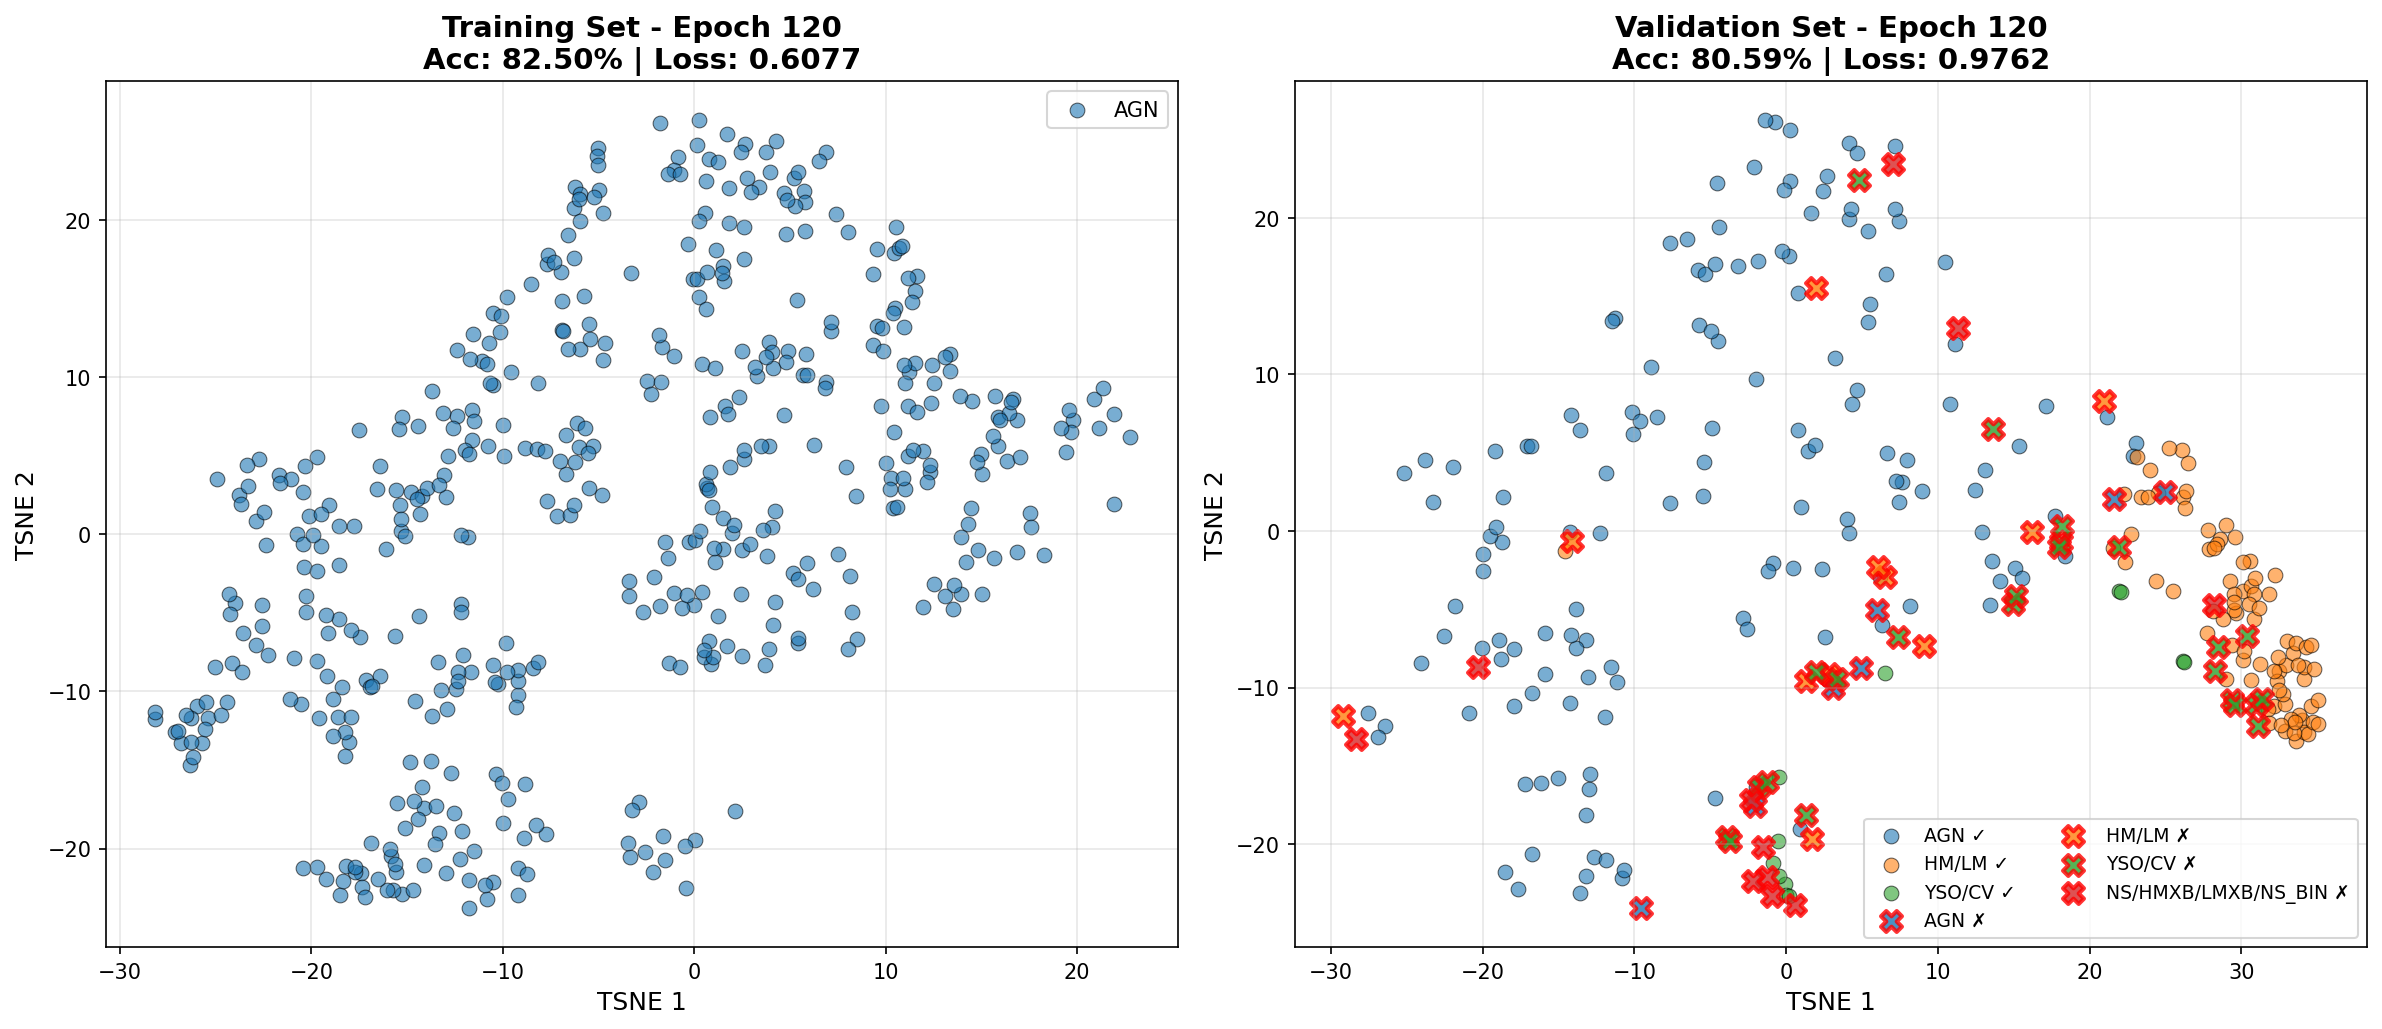 Training Set - Epoch 120
Acc: 82.50% | Loss: 0.6077
AGN
20
10
0
−10
−20
TSNE 2
−30
−20
−10
0
10
20
TSNE 1
Validation Set - Epoch 120
Acc: 80.59% | Loss: 0.9762
20
10
0
−10
−20
TSNE 2
AGN ✓
HM/LM ✓
YSO/CV ✓
AGN ✗
HM/LM ✗
YSO/CV ✗
NS/HMXB/LMXB/NS_BIN ✗
−30
−20
−10
0
10
20
30
TSNE 1